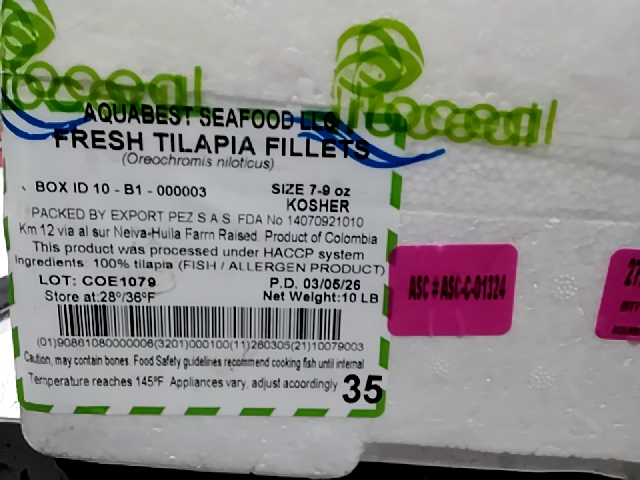 AQUABEST SEAFOOD LLC
FRESH TILAPIA FILLETS
(Oreochromis niloticus)
BOX ID 10 - B1 - 000003
SIZE 7-9 oz
KOSHER
PACKED BY EXPORT PEZ S.A.S. FDA No 14070921010
Km 12 via al sur Neiva-Huila Farm Raised. Product of Colombia
This product was processed under HACCP system
Ingredients: 100% tilapia (FISH / ALLERGEN PRODUCT)
LOT: COE1079
P.D. 03/05/26
Store at:28º/36ºF
Net Weight:10 LB
(01)90861080000006(3201)000100(11)260305(21)10079003
Caution, may contain bones. Food Safety guidelines recommend cooking fish until internal
Temperature reaches 145ºF. Appliances vary, adjust acoordingly
35
ASC # ASC-C-01324